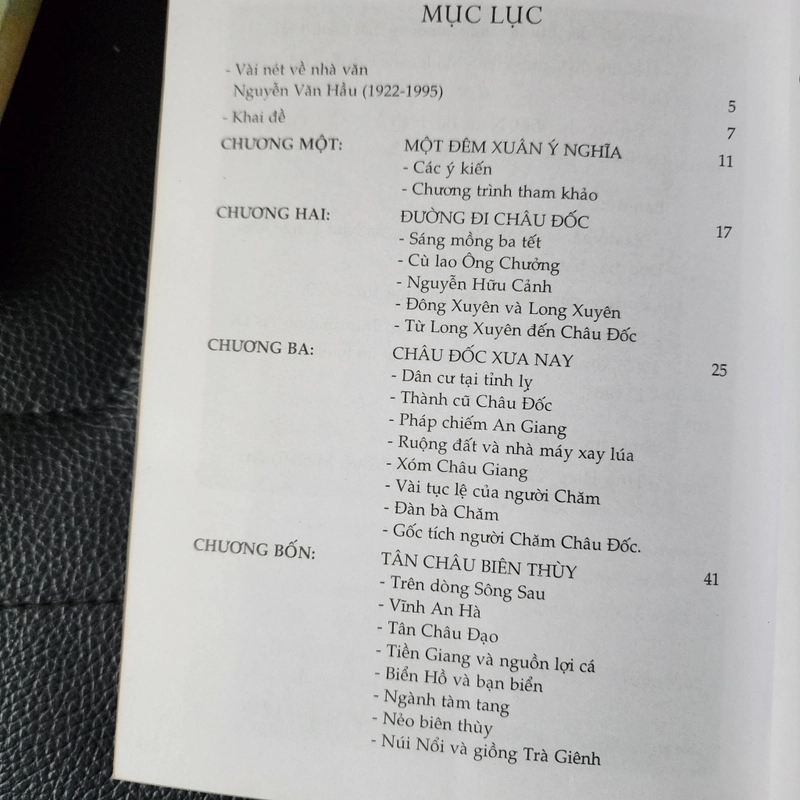 MỤC LỤC
- Vài nét về nhà văn
Nguyễn Văn Hầu (1922-1995) 5
- Khai đề 7
CHƯƠNG MỘT: MỘT ĐÊM XUÂN Ý NGHĨA 11
- Các ý kiến
- Chương trình tham khảo
CHƯƠNG HAI: ĐƯỜNG ĐI CHÂU ĐỐC 17
- Sáng mồng ba tết
- Cù lao Ông Chưởng
- Nguyễn Hữu Cảnh
- Đông Xuyên và Long Xuyên
- Từ Long Xuyên đến Châu Đốc
CHƯƠNG BA: CHÂU ĐỐC XƯA NAY 25
- Dân cư tại tỉnh lỵ
- Thành cũ Châu Đốc
- Pháp chiếm An Giang
- Ruộng đất và nhà máy xay lúa
- Xóm Châu Giang
- Vài tục lệ của người Chăm
- Đàn bà Chăm
- Gốc tích người Chăm Châu Đốc.
CHƯƠNG BỐN: TÂN CHÂU BIÊN THÙY 41
- Trên dòng Sông Sau
- Vĩnh An Hà
- Tân Châu Đạo
- Tiền Giang và nguồn lợi cá
- Biển Hồ và bạn biển
- Ngành tàm tang
- Nẻo biên thùy
- Núi Nổi và giồng Trà Giênh